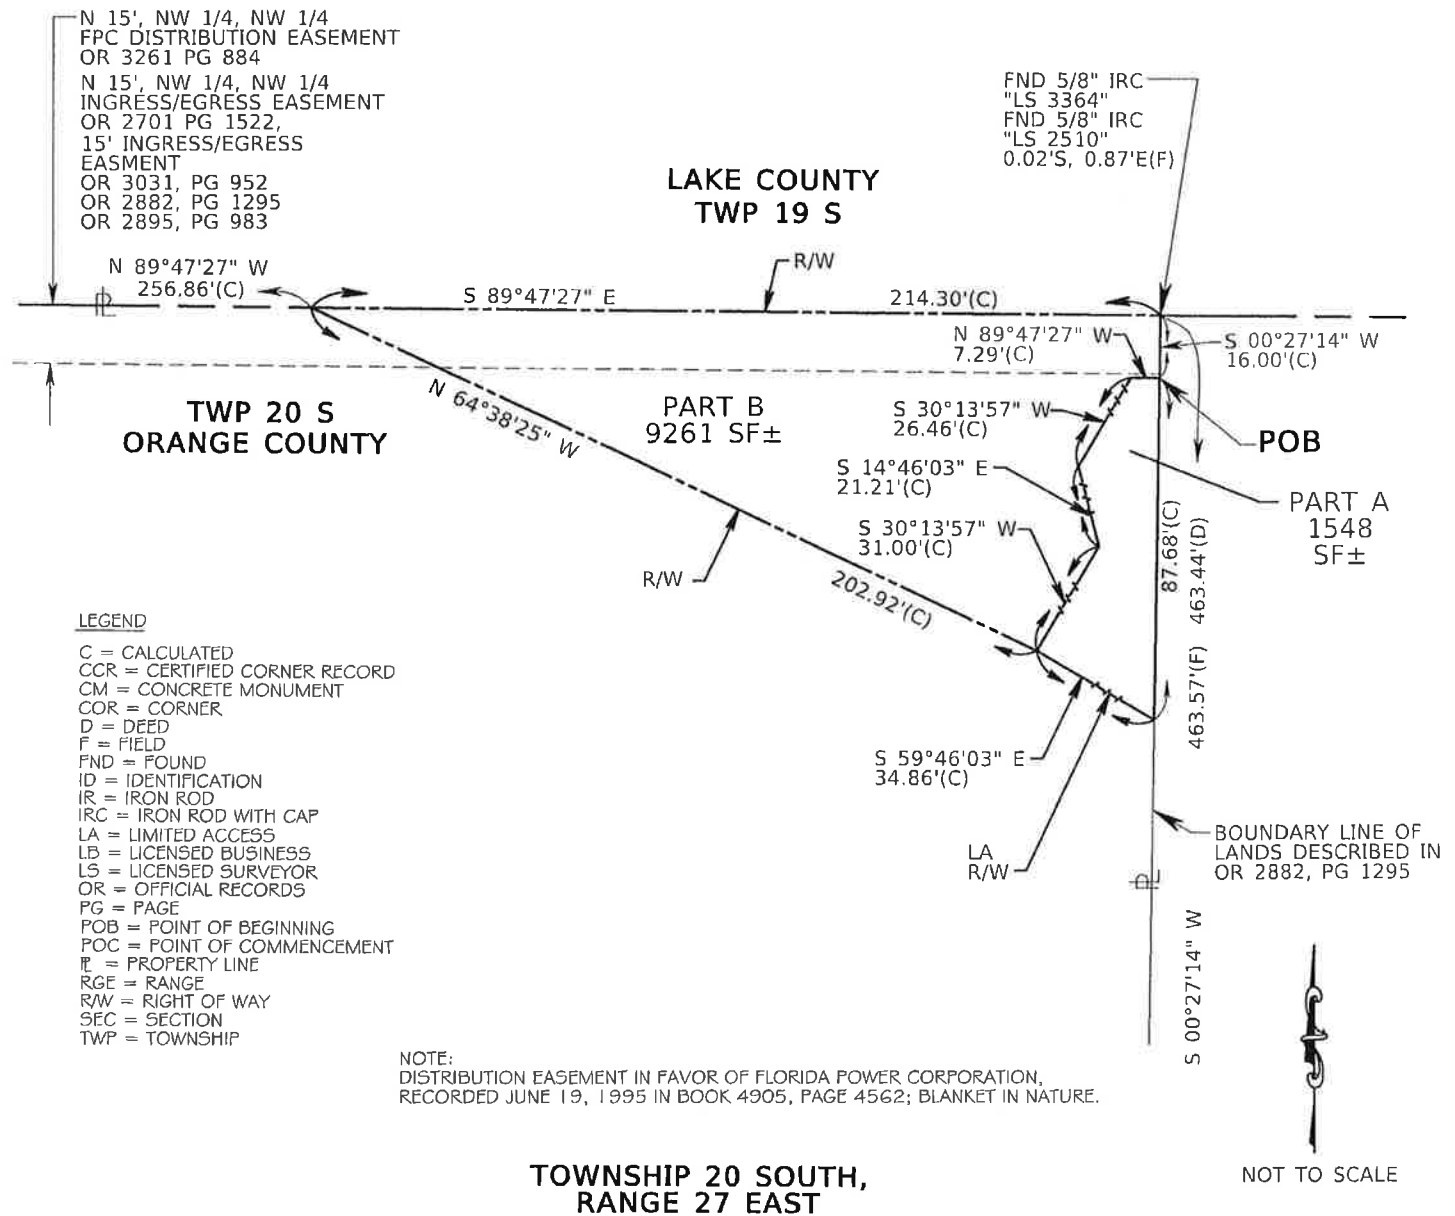 N 15', NW 1/4, NW 1/4
FPC DISTRIBUTION EASEMENT
OR 3261 PG 884
N 15', NW 1/4, NW 1/4
INGRESS/EGRESS EASEMENT
OR 2701 PG 1522,
15' INGRESS/EGRESS
EASMENT
OR 3031, PG 952
OR 2882, PG 1295
OR 2895, PG 983
FND 5/8" IRC
"LS 3364"
FND 5/8" IRC
"LS 2510"
0.02'S, 0.87'E(F)
LAKE COUNTY
TWP 19 S
N 89°47'27" W
256.86'(C)
R/W
S 89°47'27" E
214.30'(C)
PL
N 89°47'27" W
7.29'(C)
S 00°27'14" W
16.00'(C)
TWP 20 S
ORANGE COUNTY
N 64°38'25" W
PART B
9261 SF±
S 30°13'57" W
26.46'(C)
POB
S 14°46'03" E
21.21'(C)
PART A
1548
SF±
S 30°13'57" W
31.00'(C)
87.68'(C)
463.44'(D)
R/W
202.92'(C)
463.57'(F)
S 59°46'03" E
34.86'(C)
LA
R/W
BOUNDARY LINE OF
LANDS DESCRIBED IN
OR 2882, PG 1295
PL
S 00°27'14" W
LEGEND
C = CALCULATED
CCR = CERTIFIED CORNER RECORD
CM = CONCRETE MONUMENT
COR = CORNER
D = DEED
F = FIELD
FND = FOUND
ID = IDENTIFICATION
IR = IRON ROD
IRC = IRON ROD WITH CAP
LA = LIMITED ACCESS
LB = LICENSED BUSINESS
LS = LICENSED SURVEYOR
OR = OFFICIAL RECORDS
PG = PAGE
POB = POINT OF BEGINNING
POC = POINT OF COMMENCEMENT
PL = PROPERTY LINE
RGE = RANGE
R/W = RIGHT OF WAY
SEC = SECTION
TWP = TOWNSHIP
NOTE:
DISTRIBUTION EASEMENT IN FAVOR OF FLORIDA POWER CORPORATION,
RECORDED JUNE 19, 1995 IN BOOK 4905, PAGE 4562; BLANKET IN NATURE.
NOT TO SCALE
TOWNSHIP 20 SOUTH,
RANGE 27 EAST